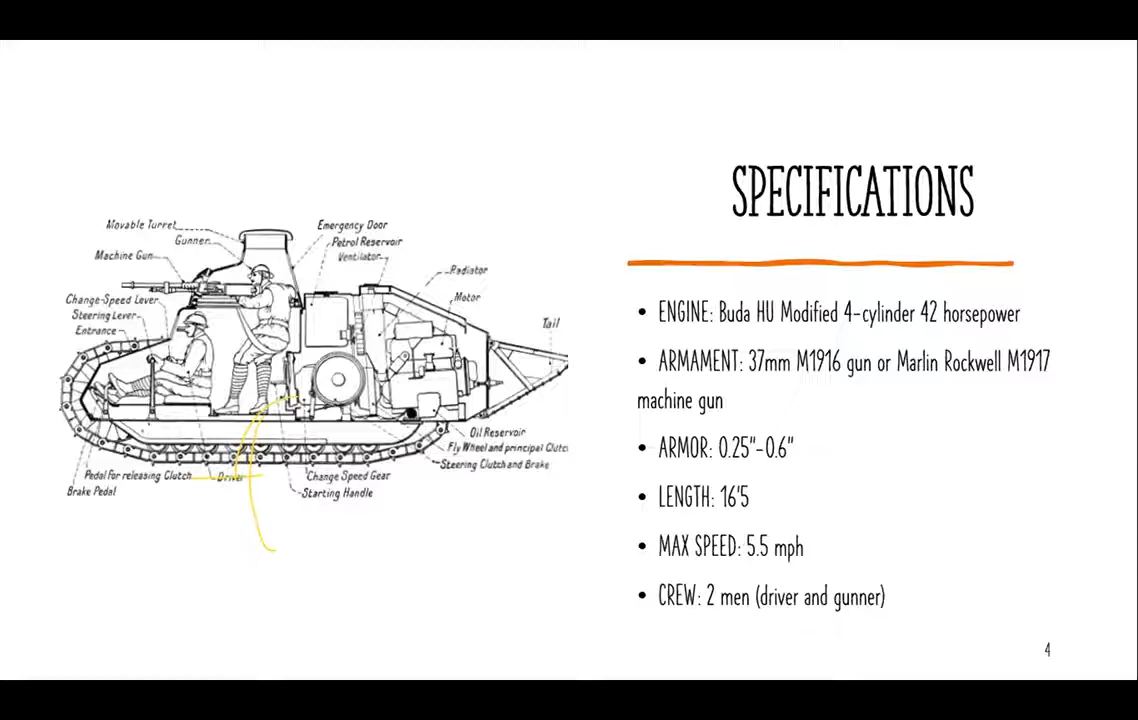 SPECIFICATIONS
Movable Turret
Gunner
Machine Gun
Change-Speed Lever
Steering Lever
Entrance
Emergency Door
Petrol Reservoir
Ventilator
Radiator
Motor
Tail
Oil Reservoir
Fly Wheel and principal Clutc
Steering Clutch and Brake
Change Speed Gear
Starting Handle
Driver
Pedal for releasing Clutch
Brake Pedal
• ENGINE: Buda HU Modified 4-cylinder 42 horsepower
• ARMAMENT: 37mm M1916 gun or Marlin Rockwell M1917
machine gun
• ARMOR: 0.25"-0.6"
• LENGTH: 16'5
• MAX SPEED: 5.5 mph
• CREW: 2 men (driver and gunner)
4